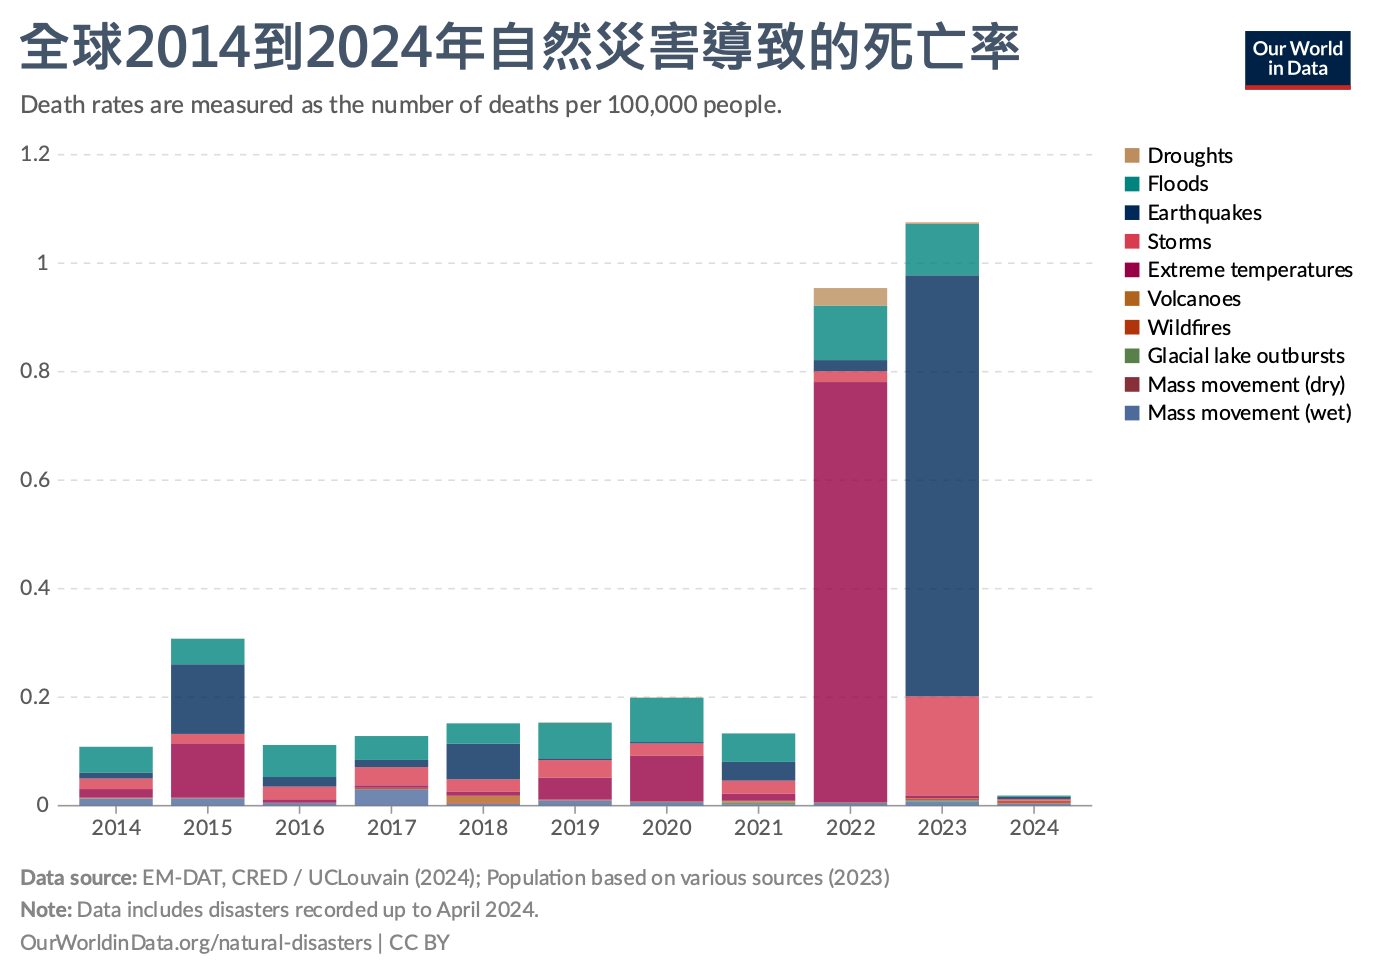 全球2014到2024年自然災害導致的死亡率
Our World
in Data
Death rates are measured as the number of deaths per 100,000 people.
1.2
1
0.8
0.6
0.4
0.2
0
Droughts
Floods
Earthquakes
Storms
Extreme temperatures
Volcanoes
Wildfires
Glacial lake outbursts
Mass movement (dry)
Mass movement (wet)
2014 2015 2016 2017 2018 2019 2020 2021 2022 2023 2024
Data source: EM-DAT, CRED / UCLouvain (2024); Population based on various sources (2023)
Note: Data includes disasters recorded up to April 2024.
OurWorldinData.org/natural-disasters | CC BY